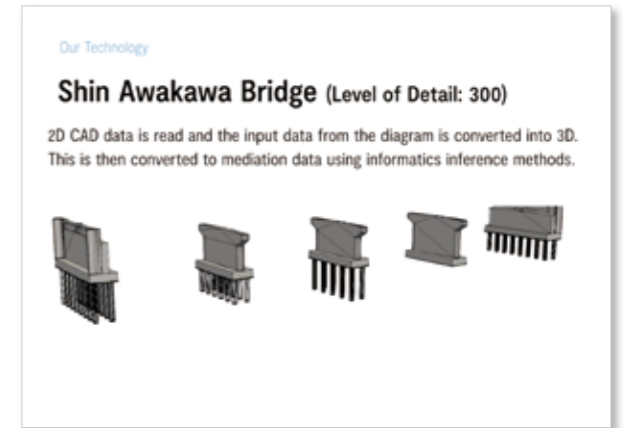 Our Technology
Shin Awakawa Bridge (Level of Detail: 300)
2D CAD data is read and the input data from the diagram is converted into 3D.
This is then converted to mediation data using informatics inference methods.